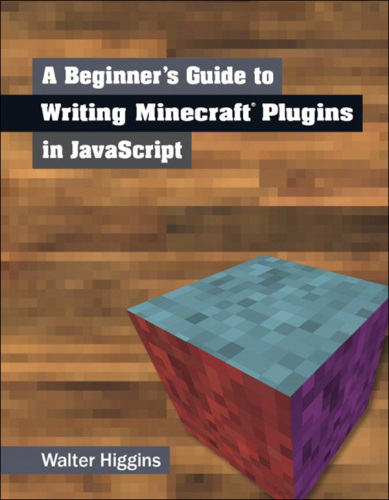 A Beginner's Guide to
Writing Minecraft® Plugins
in JavaScript
Walter Higgins